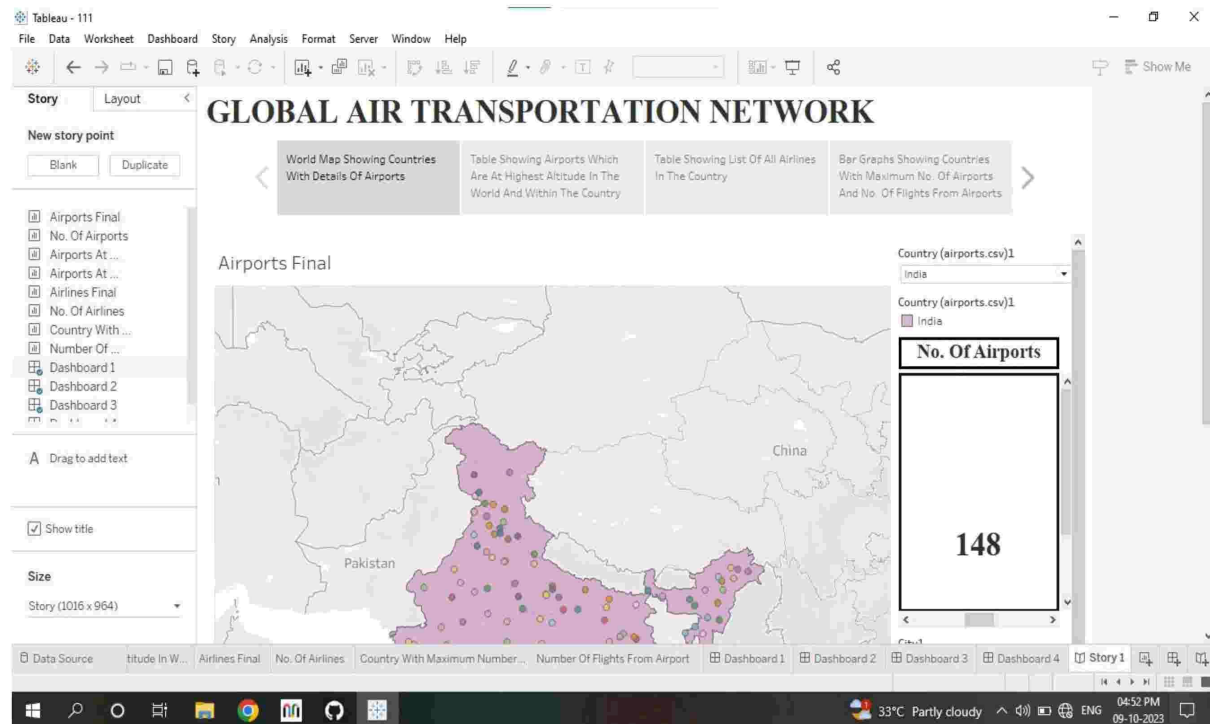 Tableau - 111
File Data Worksheet Dashboard Story Analysis Format Server Window Help
Show Me
Story Layout
New story point
Blank Duplicate
Airports Final
No. Of Airports
Airports At ...
Airports At ...
Airlines Final
No. Of Airlines
Country With ...
Number Of ...
Dashboard 1
Dashboard 2
Dashboard 3
A Drag to add text
Show title
Size
Story (1016 x 964)
GLOBAL AIR TRANSPORTATION NETWORK
World Map Showing Countries
With Details Of Airports
Table Showing Airports Which
Are At Highest Altitude In The
World And Within The Country
Table Showing List Of All Airlines
In The Country
Bar Graphs Showing Countries
With Maximum No. Of Airports
And No. Of Flights From Airports
Airports Final
China
Pakistan
Country (airports.csv)1
India
Country (airports.csv)1
India
No. Of Airports
148
City1
Data Source titude In W... Airlines Final No. Of Airlines Country With Maximum Number... Number Of Flights From Airport Dashboard 1 Dashboard 2 Dashboard 3 Dashboard 4 Story 1
33°C Partly cloudy ENG
04:52 PM
09-10-2023